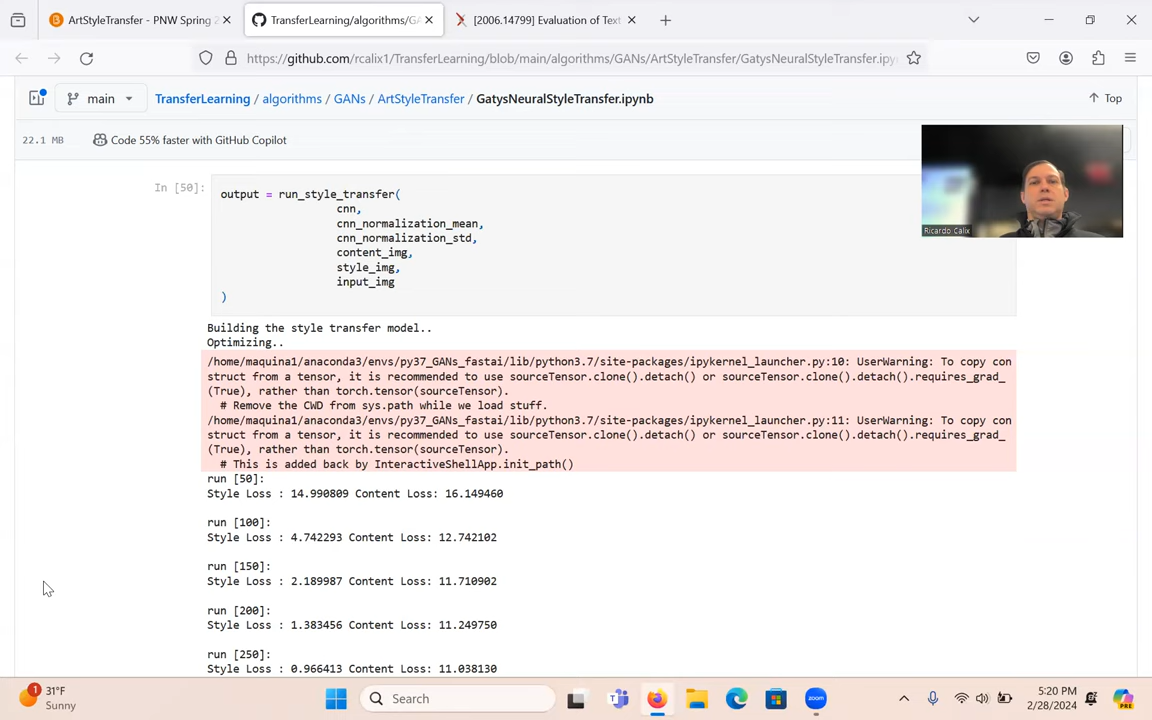 ArtStyleTransfer - PNW Spring 2
TransferLearning/algorithms/GA
[2006.14799] Evaluation of Text
https://github.com/rcalix1/TransferLearning/blob/main/algorithms/GANs/ArtStyleTransfer/GatysNeuralStyleTransfer.ipynb
main
TransferLearning / algorithms / GANs / ArtStyleTransfer / GatysNeuralStyleTransfer.ipynb
Top
22.1 MB
Code 55% faster with GitHub Copilot
In [50]:
output = run_style_transfer(
cnn,
cnn_normalization_mean,
cnn_normalization_std,
content_img,
style_img,
input_img
)
Ricardo Calix
Building the style transfer model..
Optimizing..
/home/maquina1/anaconda3/envs/py37_GANs_fastai/lib/python3.7/site-packages/ipykernel_launcher.py:10: UserWarning: To copy con
struct from a tensor, it is recommended to use sourceTensor.clone().detach() or sourceTensor.clone().detach().requires_grad_
(True), rather than torch.tensor(sourceTensor).
# Remove the CWD from sys.path while we load stuff.
/home/maquina1/anaconda3/envs/py37_GANs_fastai/lib/python3.7/site-packages/ipykernel_launcher.py:11: UserWarning: To copy con
struct from a tensor, it is recommended to use sourceTensor.clone().detach() or sourceTensor.clone().detach().requires_grad_
(True), rather than torch.tensor(sourceTensor).
# This is added back by InteractiveShellApp.init_path()
run [50]:
Style Loss : 14.990809 Content Loss: 16.149460
run [100]:
Style Loss : 4.742293 Content Loss: 12.742102
run [150]:
Style Loss : 2.189987 Content Loss: 11.710902
run [200]:
Style Loss : 1.383456 Content Loss: 11.249750
run [250]:
Style Loss : 0.966413 Content Loss: 11.038130
1
31°F
Sunny
Search
zoom
PRE
5:20 PM
2/28/2024